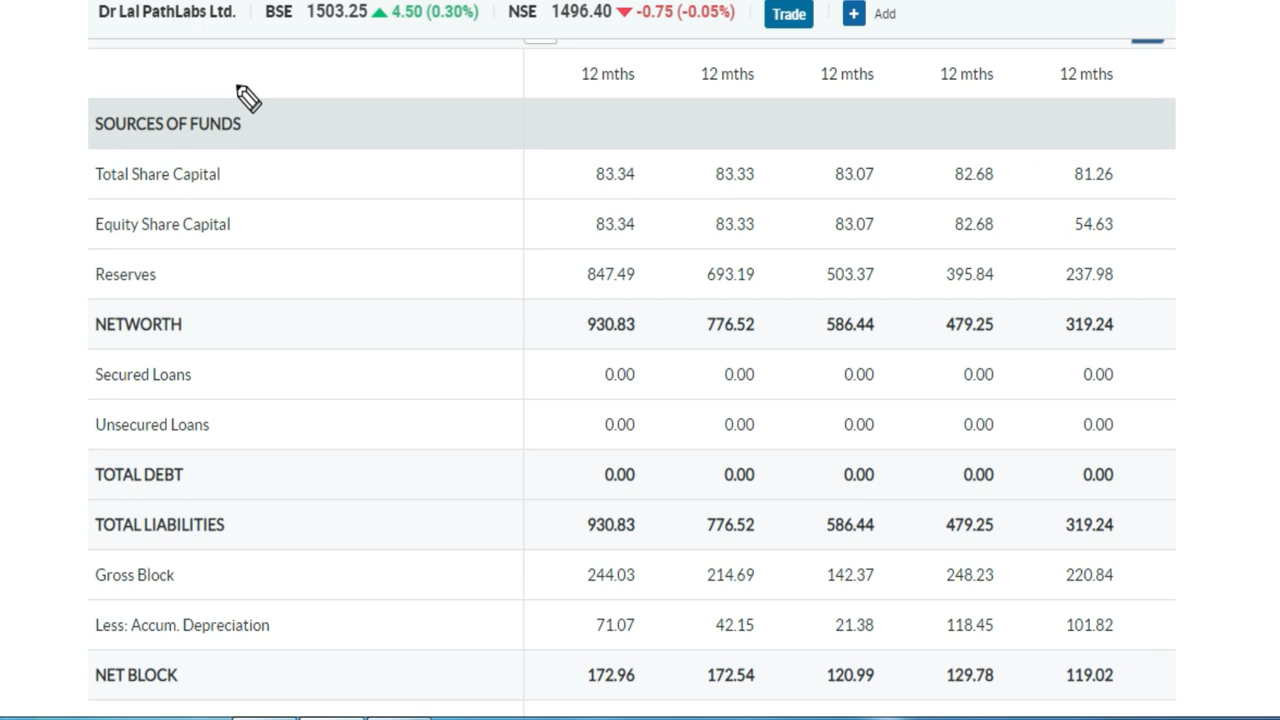 Dr Lal PathLabs Ltd. BSE 1503.25 ▲ 4.50 (0.30%) NSE 1496.40 ▼ -0.75 (-0.05%) Trade + Add
12 mths 12 mths 12 mths 12 mths 12 mths
SOURCES OF FUNDS
Total Share Capital 83.34 83.33 83.07 82.68 81.26
Equity Share Capital 83.34 83.33 83.07 82.68 54.63
Reserves 847.49 693.19 503.37 395.84 237.98
NETWORTH 930.83 776.52 586.44 479.25 319.24
Secured Loans 0.00 0.00 0.00 0.00 0.00
Unsecured Loans 0.00 0.00 0.00 0.00 0.00
TOTAL DEBT 0.00 0.00 0.00 0.00 0.00
TOTAL LIABILITIES 930.83 776.52 586.44 479.25 319.24
Gross Block 244.03 214.69 142.37 248.23 220.84
Less: Accum. Depreciation 71.07 42.15 21.38 118.45 101.82
NET BLOCK 172.96 172.54 120.99 129.78 119.02